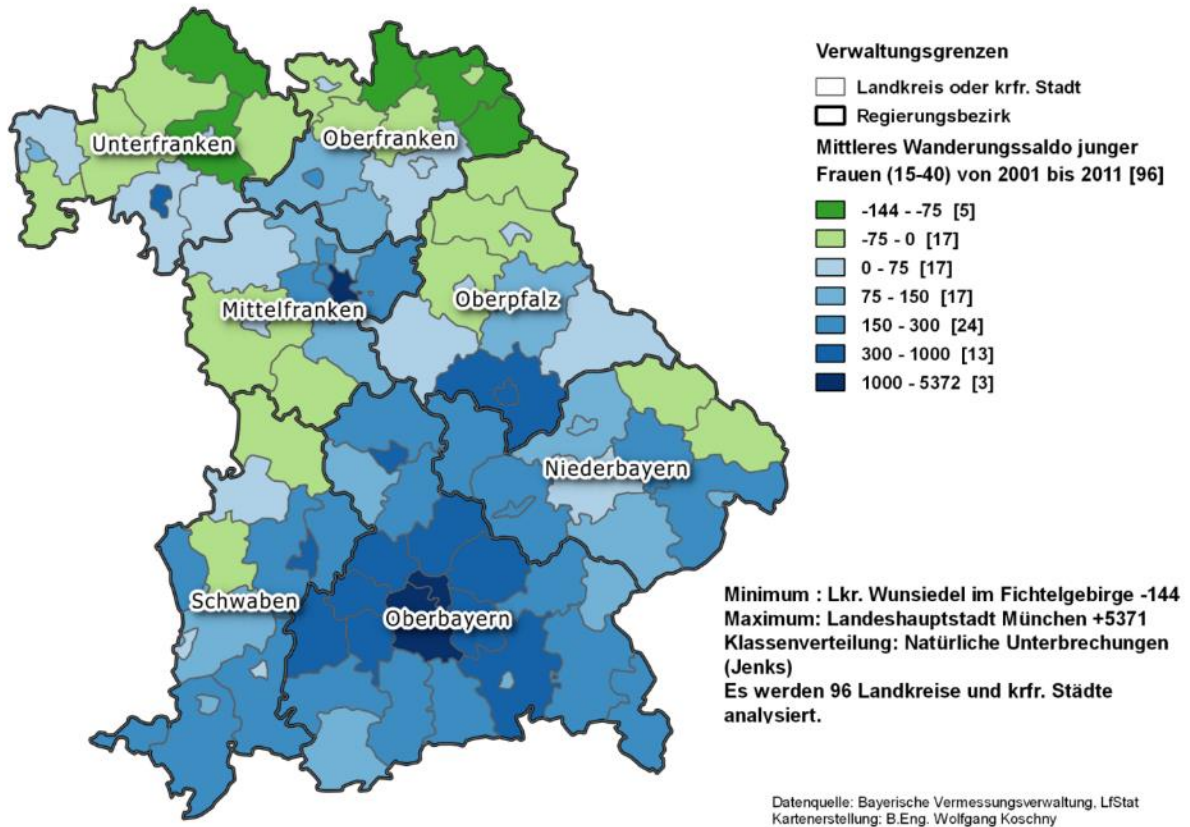 Unterfranken
Oberfranken
Mittelfranken
Oberpfalz
Niederbayern
Schwaben
Oberbayern
Verwaltungsgrenzen
Landkreis oder krfr. Stadt
Regierungsbezirk
Mittleres Wanderungssaldo junger
Frauen (15-40) von 2001 bis 2011 [96]
-144 - -75 [5]
-75 - 0 [17]
0 - 75 [17]
75 - 150 [17]
150 - 300 [24]
300 - 1000 [13]
1000 - 5372 [3]
Minimum : Lkr. Wunsiedel im Fichtelgebirge -144
Maximum: Landeshauptstadt München +5371
Klassenverteilung: Natürliche Unterbrechungen
(Jenks)
Es werden 96 Landkreise und krfr. Städte
analysiert.
Datenquelle: Bayerische Vermessungsverwaltung, LfStat
Kartenerstellung: B.Eng. Wolfgang Koschny